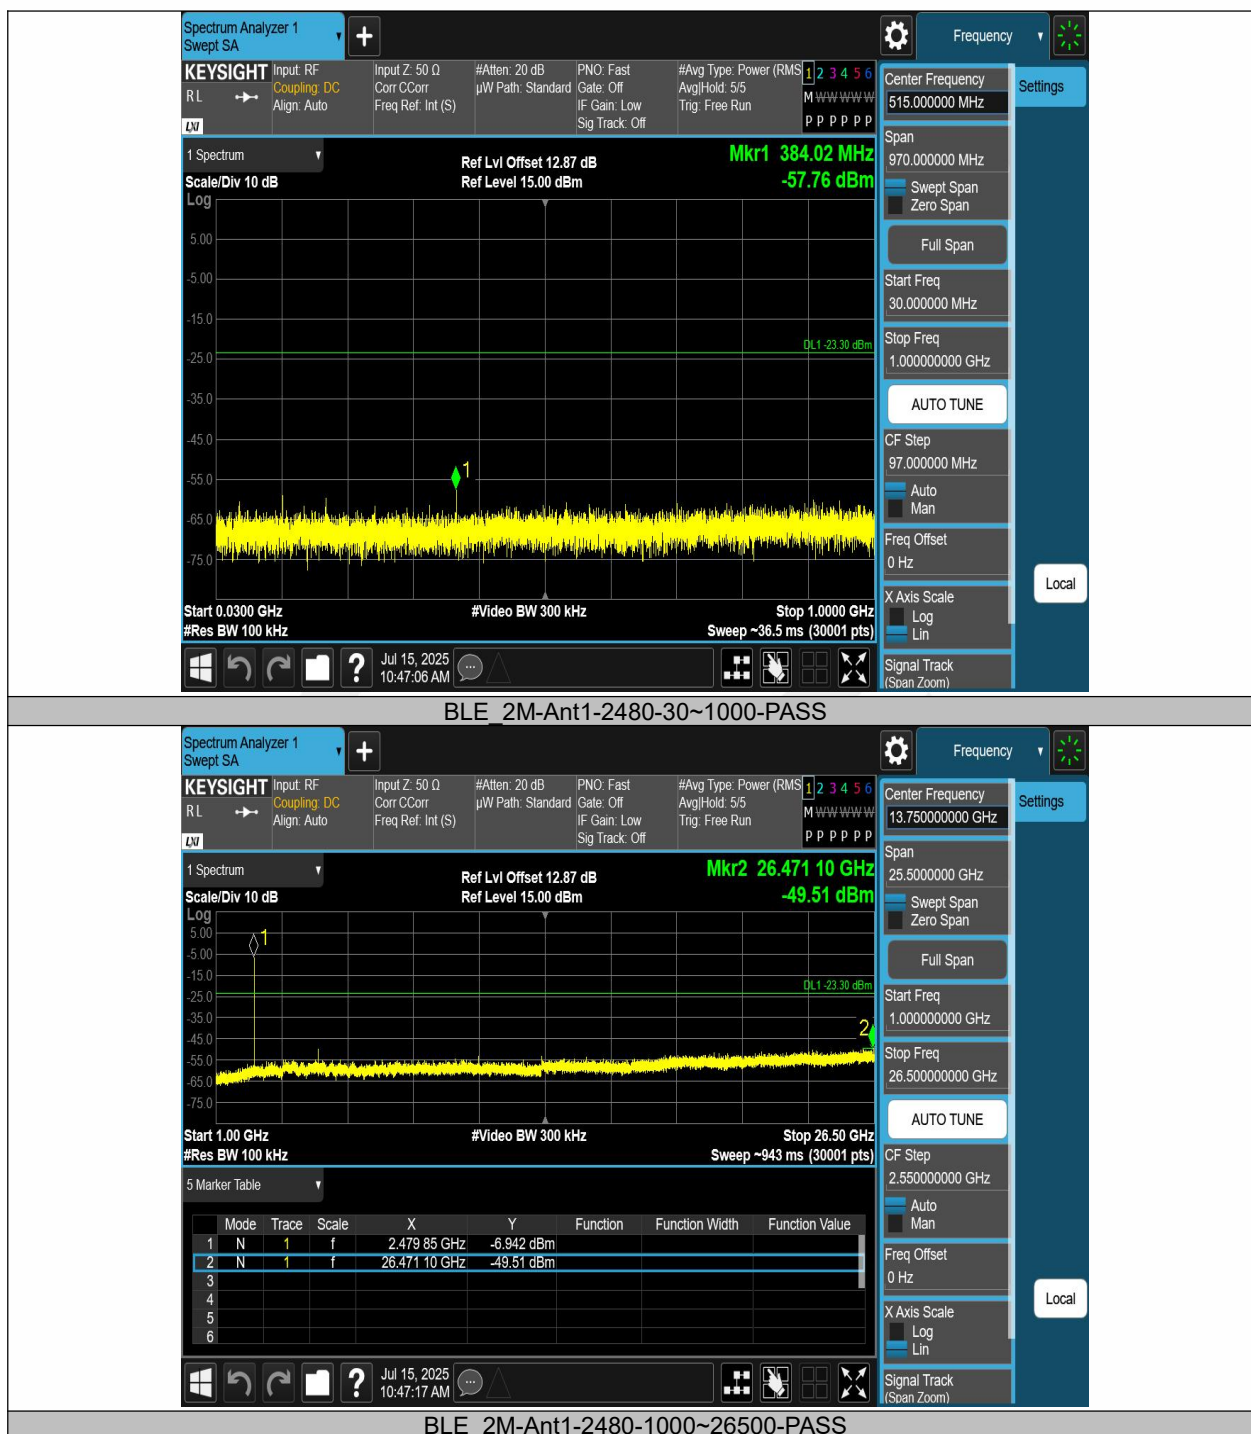 Spectrum Analyzer 1
Swept SA
+
Frequency
KEYSIGHT
RL
LXI
Input: RF
Coupling: DC
Align: Auto
Input Z: 50 Ω
Corr CCorr
Freq Ref: Int (S)
#Atten: 20 dB
µW Path: Standard
PNO: Fast
Gate: Off
IF Gain: Low
Sig Track: Off
#Avg Type: Power (RMS
Avg|Hold: 5/5
Trig: Free Run
1 2 3 4 5 6
M W W W W W
P P P P P P
1 Spectrum
Scale/Div 10 dB
Log
Ref Lvl Offset 12.87 dB
Ref Level 15.00 dBm
Mkr1 384.02 MHz
-57.76 dBm
5.00
-5.00
-15.0
-25.0
-35.0
-45.0
-55.0
-65.0
-75.0
DL1 -23.30 dBm
1
Start 0.0300 GHz
#Res BW 100 kHz
#Video BW 300 kHz
Stop 1.0000 GHz
Sweep ~36.5 ms (30001 pts)
?
Jul 15, 2025
10:47:06 AM
Center Frequency
515.000000 MHz
Span
970.000000 MHz
Swept Span
Zero Span
Full Span
Start Freq
30.000000 MHz
Stop Freq
1.000000000 GHz
AUTO TUNE
CF Step
97.000000 MHz
Auto
Man
Freq Offset
0 Hz
X Axis Scale
Log
Lin
Signal Track
(Span Zoom)
Settings
Local
BLE_2M-Ant1-2480-30~1000-PASS
Spectrum Analyzer 1
Swept SA
+
Frequency
KEYSIGHT
RL
LXI
Input: RF
Coupling: DC
Align: Auto
Input Z: 50 Ω
Corr CCorr
Freq Ref: Int (S)
#Atten: 20 dB
µW Path: Standard
PNO: Fast
Gate: Off
IF Gain: Low
Sig Track: Off
#Avg Type: Power (RMS
Avg|Hold: 5/5
Trig: Free Run
1 2 3 4 5 6
M W W W W W
P P P P P P
1 Spectrum
Scale/Div 10 dB
Log
Ref Lvl Offset 12.87 dB
Ref Level 15.00 dBm
Mkr2 26.471 10 GHz
-49.51 dBm
5.00
-5.00
-15.0
-25.0
-35.0
-45.0
-55.0
-65.0
-75.0
1
DL1 -23.30 dBm
2
Start 1.00 GHz
#Res BW 100 kHz
#Video BW 300 kHz
Stop 26.50 GHz
Sweep ~943 ms (30001 pts)
5 Marker Table
Mode Trace Scale X Y Function Function Width Function Value
1 N 1 f 2.479 85 GHz -6.942 dBm
2 N 1 f 26.471 10 GHz -49.51 dBm
3
4
5
6
?
Jul 15, 2025
10:47:17 AM
Center Frequency
13.750000000 GHz
Span
25.5000000 GHz
Swept Span
Zero Span
Full Span
Start Freq
1.000000000 GHz
Stop Freq
26.500000000 GHz
AUTO TUNE
CF Step
2.550000000 GHz
Auto
Man
Freq Offset
0 Hz
X Axis Scale
Log
Lin
Signal Track
(Span Zoom)
Settings
Local
BLE_2M-Ant1-2480-1000~26500-PASS